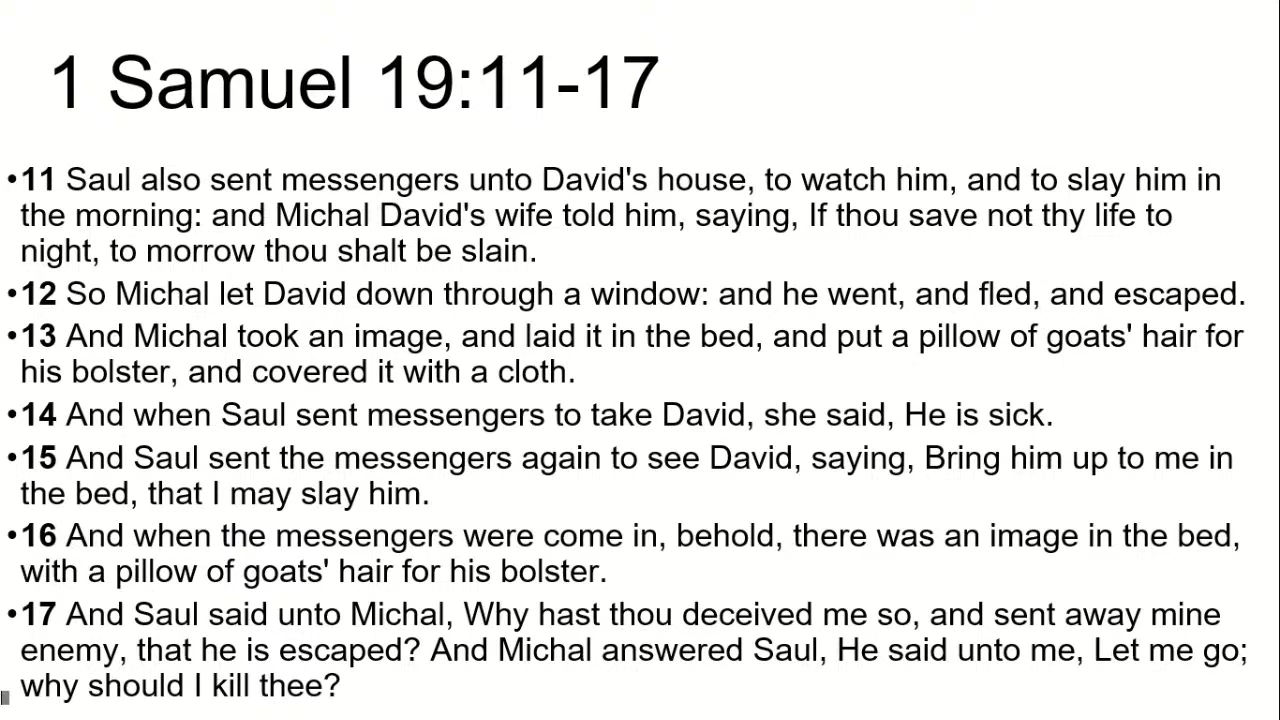 1 Samuel 19:11-17
•11 Saul also sent messengers unto David's house, to watch him, and to slay him in
the morning: and Michal David's wife told him, saying, If thou save not thy life to
night, to morrow thou shalt be slain.
•12 So Michal let David down through a window: and he went, and fled, and escaped.
•13 And Michal took an image, and laid it in the bed, and put a pillow of goats' hair for
his bolster, and covered it with a cloth.
•14 And when Saul sent messengers to take David, she said, He is sick.
•15 And Saul sent the messengers again to see David, saying, Bring him up to me in
the bed, that I may slay him.
•16 And when the messengers were come in, behold, there was an image in the bed,
with a pillow of goats' hair for his bolster.
•17 And Saul said unto Michal, Why hast thou deceived me so, and sent away mine
enemy, that he is escaped? And Michal answered Saul, He said unto me, Let me go;
why should I kill thee?